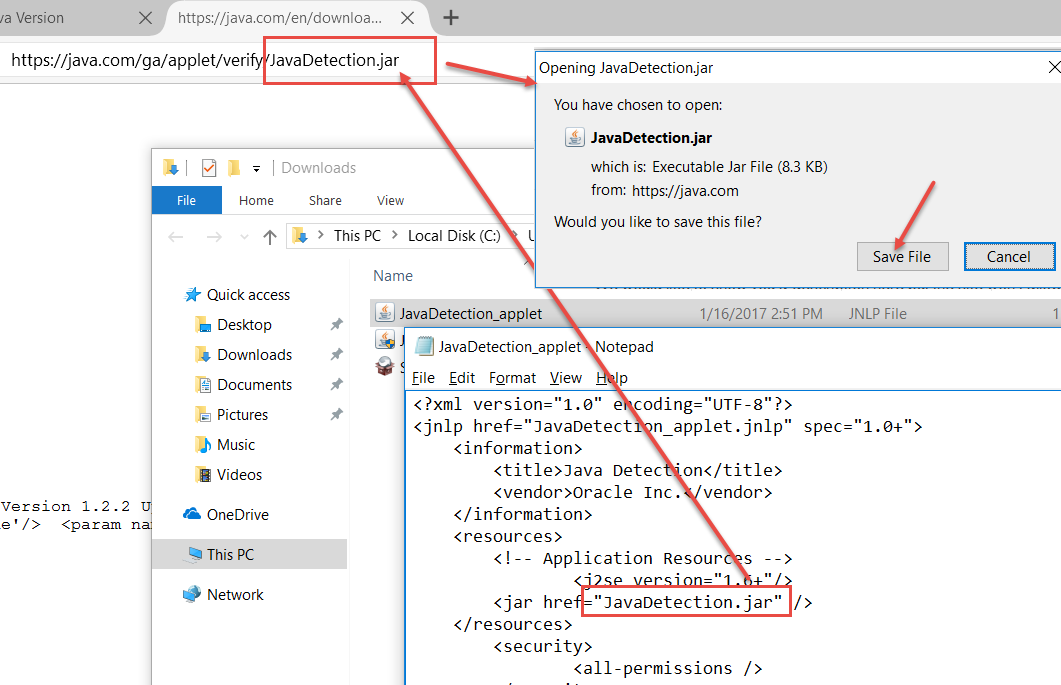 va Version
https://java.com/en/downloa...
https://java.com/ga/applet/verify/JavaDetection.jar
Opening JavaDetection.jar
You have chosen to open:
JavaDetection.jar
which is: Executable Jar File (8.3 KB)
from: https://java.com
Would you like to save this file?
Save File
Cancel
Downloads
File Home Share View
This PC > Local Disk (C:) > U
Name
Quick access
Desktop
Downloads
Documents
Pictures
Music
Videos
OneDrive
This PC
Network
JavaDetection_applet 1/16/2017 2:51 PM JNLP File 1
J
S
JavaDetection_applet - Notepad
File Edit Format View Help
<?xml version="1.0" encoding="UTF-8"?>
<jnlp href="JavaDetection_applet.jnlp" spec="1.0+">
<information>
<title>Java Detection</title>
<vendor>Oracle Inc.</vendor>
</information>
<resources>
<!-- Application Resources -->
<j2se version="1.6+"/>
<jar href="JavaDetection.jar" />
</resources>
<security>
<all-permissions />
Version 1.2.2 U
e'/> <param na